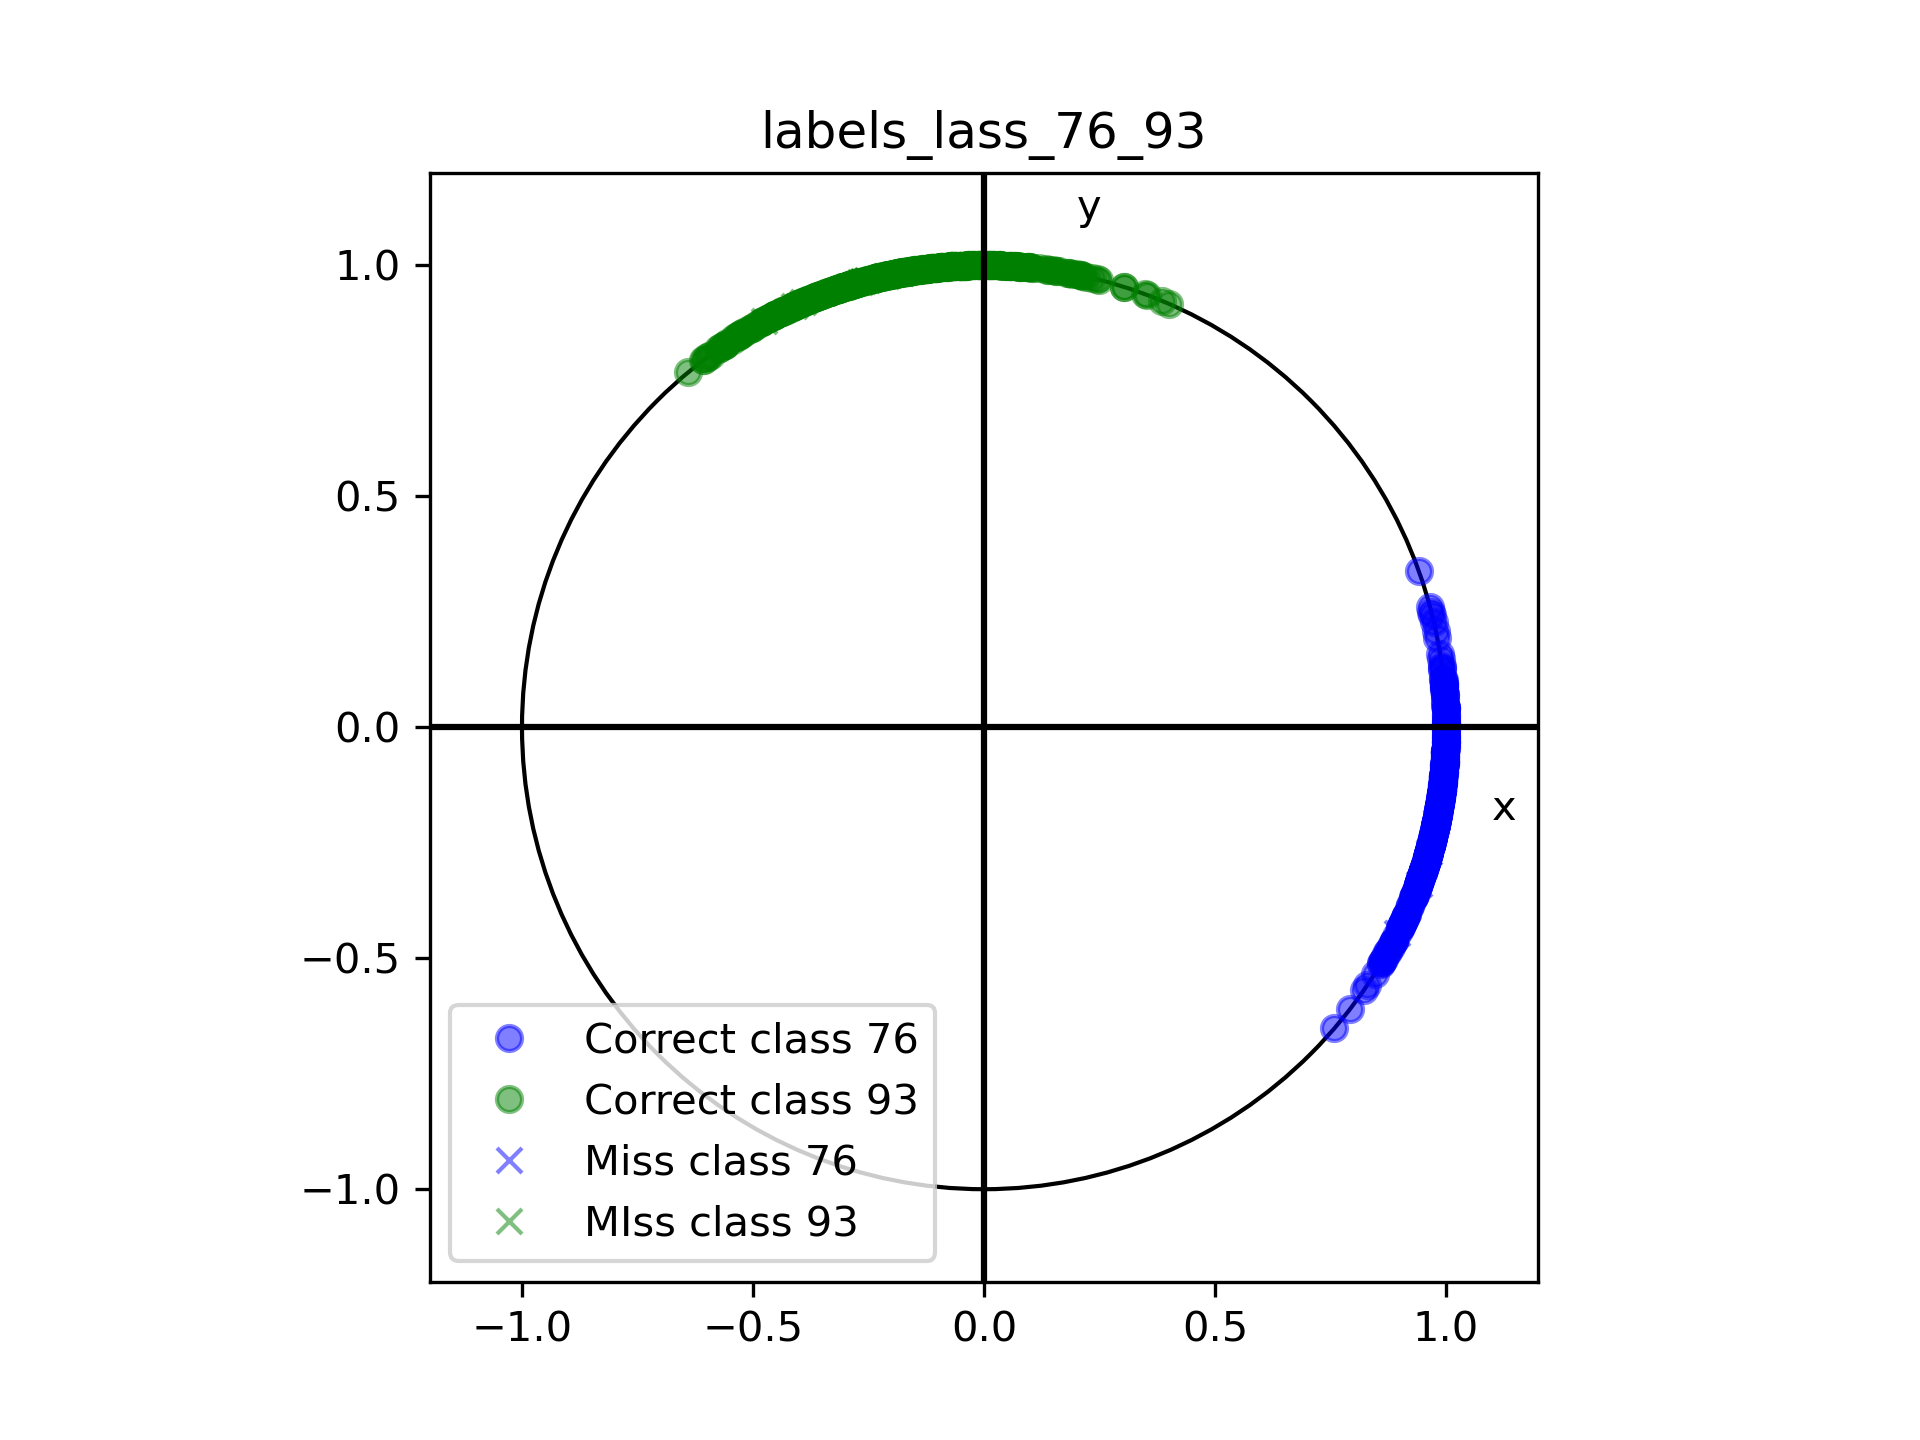 labels_lass_76_93
y
1.0
0.5
0.0
−0.5
−1.0
x
Correct class 76
Correct class 93
Miss class 76
MIss class 93
−1.0 −0.5 0.0 0.5 1.0